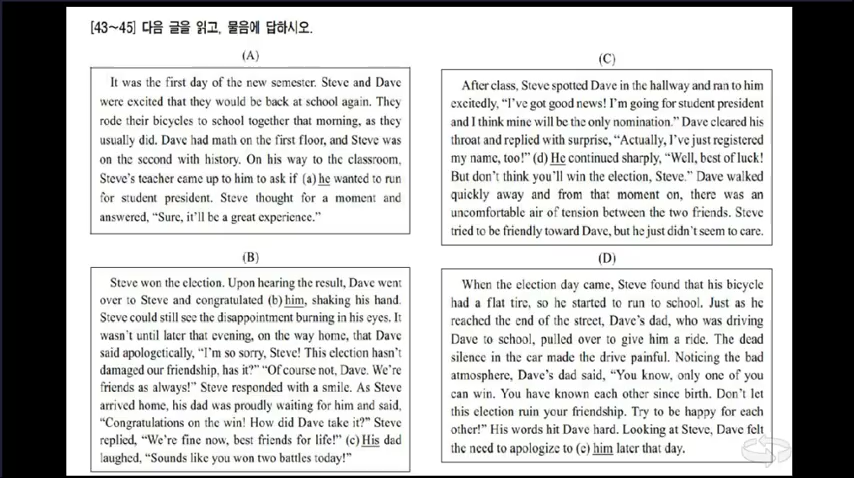 [43~45] 다음 글을 읽고, 물음에 답하시오.
(A)
It was the first day of the new semester. Steve and Dave
were excited that they would be back at school again. They
rode their bicycles to school together that morning, as they
usually did. Dave had math on the first floor, and Steve was
on the second with history. On his way to the classroom,
Steve's teacher came up to him to ask if (a) he wanted to run
for student president. Steve thought for a moment and
answered, “Sure, it'll be a great experience.”
(B)
Steve won the election. Upon hearing the result, Dave went
over to Steve and congratulated (b) him, shaking his hand.
Steve could still see the disappointment burning in his eyes. It
wasn't until later that evening, on the way home, that Dave
said apologetically, “I'm so sorry, Steve! This election hasn't
damaged our friendship, has it?” “Of course not, Dave. We're
friends as always!” Steve responded with a smile. As Steve
arrived home, his dad was proudly waiting for him and said,
“Congratulations on the win! How did Dave take it?” Steve
replied, “We're fine now, best friends for life!” (c) His dad
laughed, “Sounds like you won two battles today!”
(C)
After class, Steve spotted Dave in the hallway and ran to him
excitedly, “I've got good news! I'm going for student president
and I think mine will be the only nomination.” Dave cleared his
throat and replied with surprise, “Actually, I've just registered
my name, too!” (d) He continued sharply, “Well, best of luck!
But don't think you'll win the election, Steve.” Dave walked
quickly away and from that moment on, there was an
uncomfortable air of tension between the two friends. Steve
tried to be friendly toward Dave, but he just didn't seem to care.
(D)
When the election day came, Steve found that his bicycle
had a flat tire, so he started to run to school. Just as he
reached the end of the street, Dave's dad, who was driving
Dave to school, pulled over to give him a ride. The dead
silence in the car made the drive painful. Noticing the bad
atmosphere, Dave's dad said, “You know, only one of you
can win. You have known each other since birth. Don't let
this election ruin your friendship. Try to be happy for each
other!” His words hit Dave hard. Looking at Steve, Dave felt
the need to apologize to (e) him later that day.